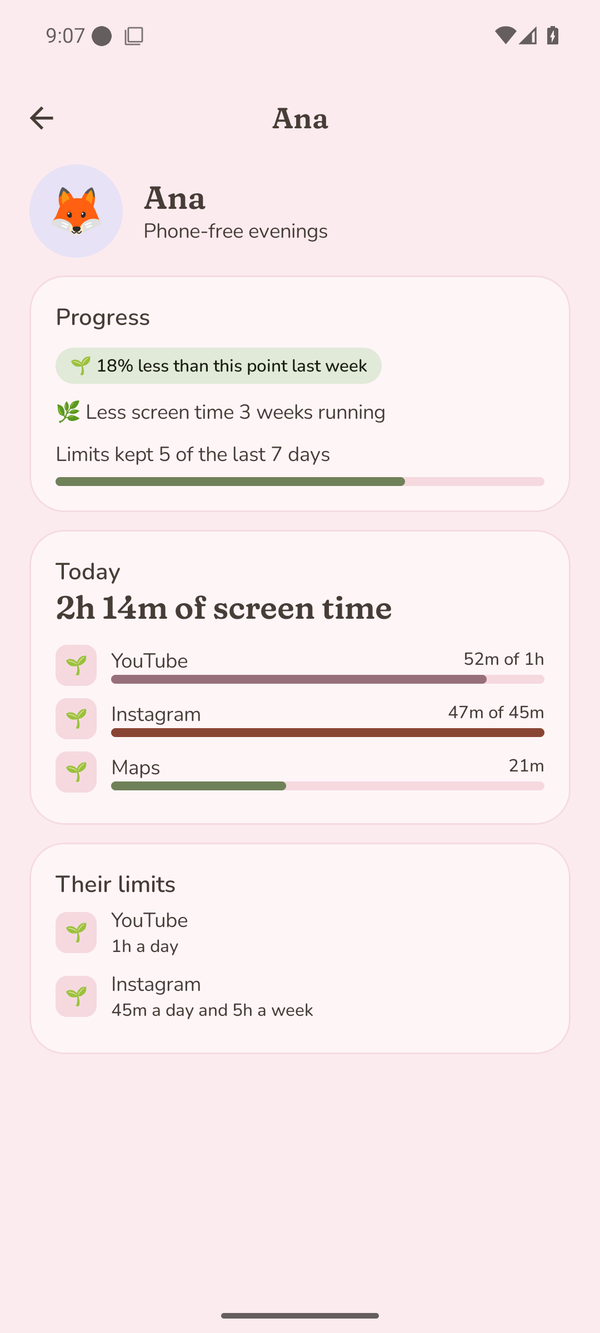 9:07
Ana
Ana
Phone-free evenings
Progress
🌱 18% less than this point last week
🌿 Less screen time 3 weeks running
Limits kept 5 of the last 7 days
Today
2h 14m of screen time
YouTube 52m of 1h
Instagram 47m of 45m
Maps 21m
Their limits
YouTube
1h a day
Instagram
45m a day and 5h a week